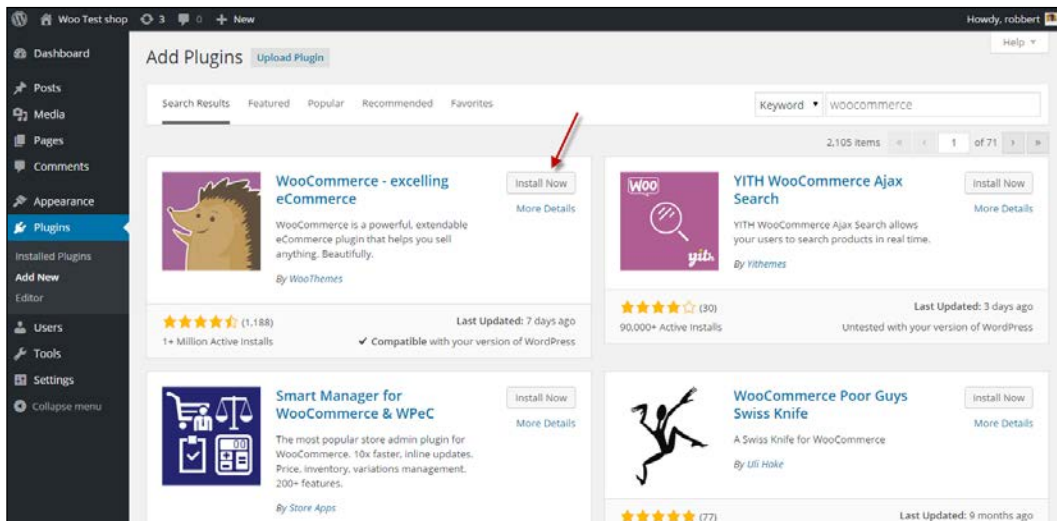 Woo Test shop 3 0 + New Howdy, robbert
Help
Dashboard
Posts
Media
Pages
Comments
Appearance
Plugins
Installed Plugins
Add New
Editor
Users
Tools
Settings
Collapse menu
Add Plugins Upload Plugin
Search Results Featured Popular Recommended Favorites
Keyword woocommerce
2,105 items « ‹ 1 of 71 › »
WooCommerce - excelling
eCommerce
Install Now
More Details
WooCommerce is a powerful, extendable
eCommerce plugin that helps you sell
anything. Beautifully.
By WooThemes
(1,188)
1+ Million Active Installs
Last Updated: 7 days ago
✔ Compatible with your version of WordPress
WOO
yith
YITH WooCommerce Ajax
Search
Install Now
More Details
YITH WooCommerce Ajax Search allows
your users to search products in real time.
By Yithemes
(30)
90,000+ Active Installs
Last Updated: 3 days ago
Untested with your version of WordPress
Smart Manager for
WooCommerce & WPeC
Install Now
More Details
The most popular store admin plugin for
WooCommerce. 10x faster, inline updates.
Price, inventory, variations management.
200+ features.
By Store Apps
WooCommerce Poor Guys
Swiss Knife
Install Now
More Details
A Swiss Knife for WooCommerce
By Uli Hake
(77)
Last Updated: 9 months ago